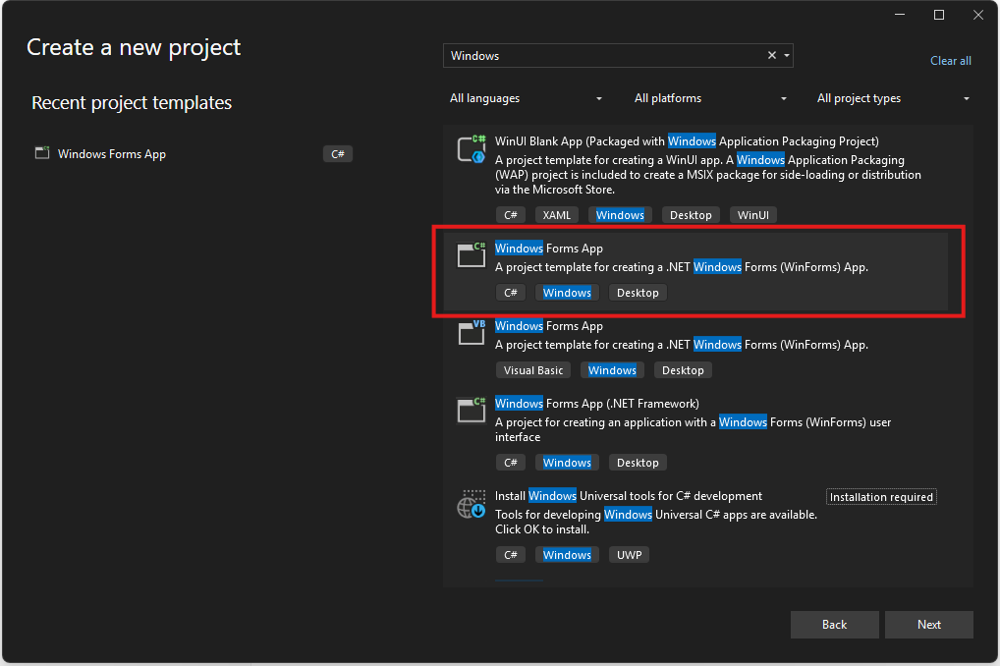 Create a new project
Windows
Clear all
Recent project templates
All languages
All platforms
All project types
Windows Forms App
C#
C#
WinUI Blank App (Packaged with Windows Application Packaging Project)
A project template for creating a WinUI app. A Windows Application Packaging
(WAP) project is included to create a MSIX package for side-loading or distribution
via the Microsoft Store.
C# XAML Windows Desktop WinUI
C#
Windows Forms App
A project template for creating a .NET Windows Forms (WinForms) App.
C# Windows Desktop
VB
Windows Forms App
A project template for creating a .NET Windows Forms (WinForms) App.
Visual Basic Windows Desktop
C#
Windows Forms App (.NET Framework)
A project for creating an application with a Windows Forms (WinForms) user
interface
C# Windows Desktop
Install Windows Universal tools for C# development
Installation required
Tools for developing Windows Universal C# apps are available.
Click OK to install.
C# Windows UWP
Back
Next